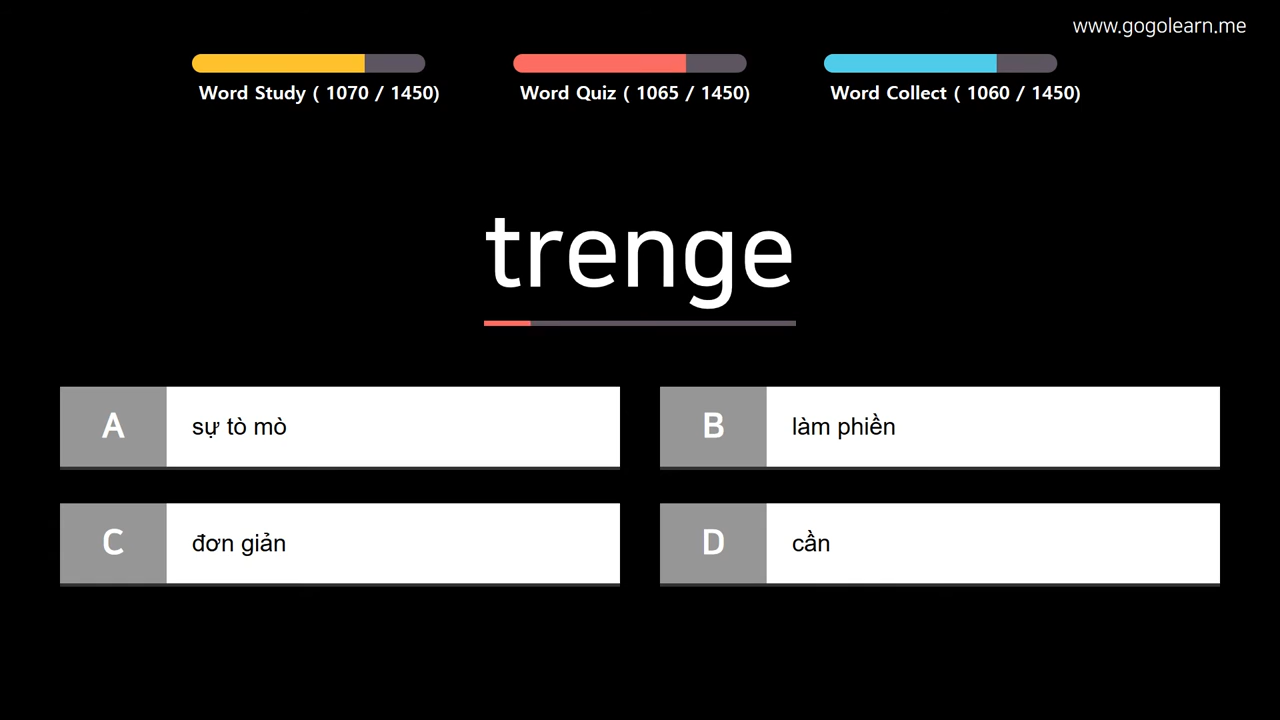 www.gogolearn.me
Word Study ( 1070 / 1450)
Word Quiz ( 1065 / 1450)
Word Collect ( 1060 / 1450)
trenge
A
sự tò mò
B
làm phiền
C
đơn giản
D
cần